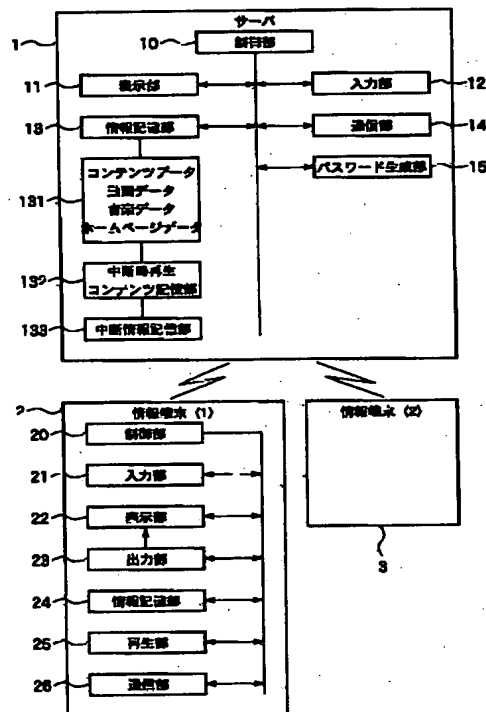 サーバ
1
10
制御部
11
表示部
入力部
12
13
情報記憶部
通信部
14
パスワード生成部
15
131
コンテンツデータ
動画データ
音楽データ
ホームページデータ
132
中断時再生
コンテンツ記憶部
133
中断情報記憶部
2
情報端末 (1)
情報端末 (2)
20
制御部
21
入力部
22
表示部
23
出力部
24
情報記憶部
25
再生部
26
通信部
3